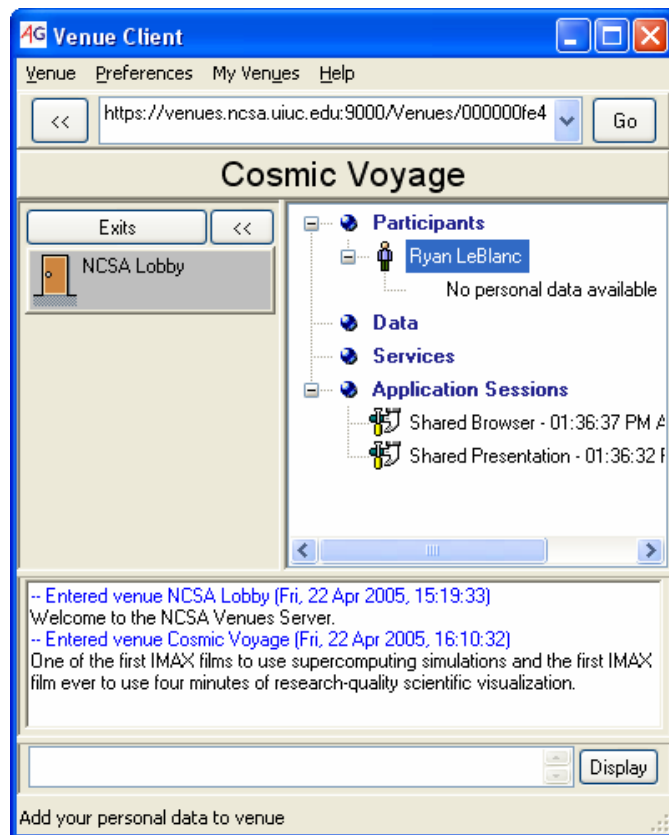 AG Venue Client
Venue Preferences My Venues Help
<< https://venues.ncsa.uiuc.edu:9000/Venues/000000fe4 Go
Cosmic Voyage
Exits <<
NCSA Lobby
Participants
Ryan LeBlanc
No personal data available
Data
Services
Application Sessions
Shared Browser - 01:36:37 PM A
Shared Presentation - 01:36:32 F
-- Entered venue NCSA Lobby (Fri, 22 Apr 2005, 15:19:33)
Welcome to the NCSA Venues Server.
-- Entered venue Cosmic Voyage (Fri, 22 Apr 2005, 16:10:32)
One of the first IMAX films to use supercomputing simulations and the first IMAX
film ever to use four minutes of research-quality scientific visualization.
Display
Add your personal data to venue